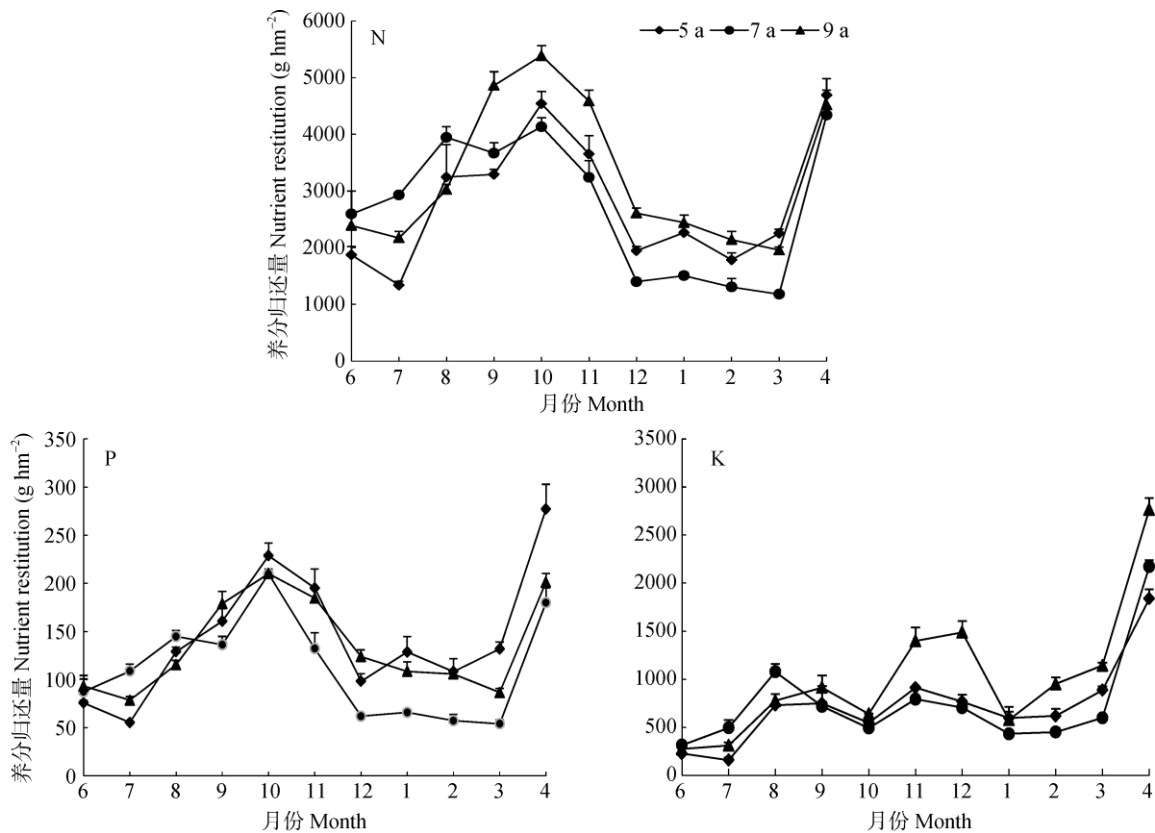 N
5 a 7 a 9 a
养分归还量 Nutrient restitution (g hm⁻²)
6000
5000
4000
3000
2000
1000
0
6 7 8 9 10 11 12 1 2 3 4
月份 Month
P
养分归还量 Nutrient restitution (g hm⁻²)
350
300
250
200
150
100
50
0
6 7 8 9 10 11 12 1 2 3 4
月份 Month
K
3500
3000
2500
2000
1500
1000
500
0
6 7 8 9 10 11 12 1 2 3 4
月份 Month